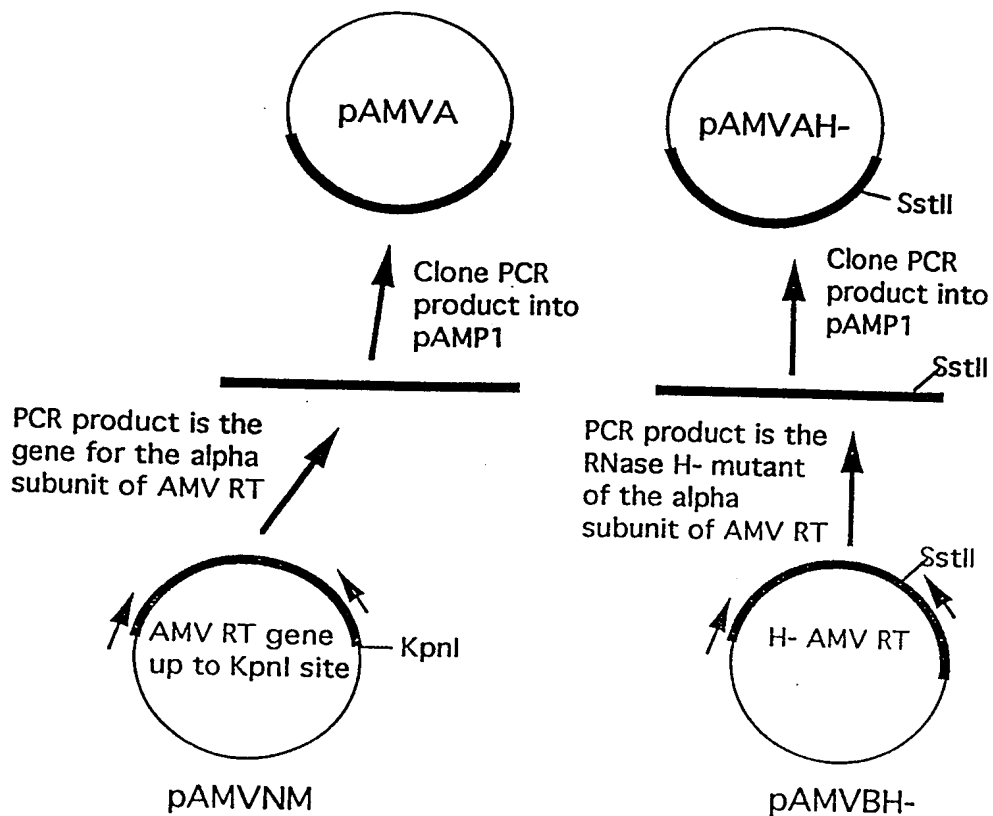 pAMVA
Clone PCR
product into
pAMP1
PCR product is the
gene for the alpha
subunit of AMV RT
AMV RT gene
up to KpnI site
KpnI
pAMVNM
pAMVAH-
SstII
Clone PCR
product into
pAMP1
SstII
PCR product is the
RNase H- mutant
of the alpha
subunit of AMV RT
SstII
H- AMV RT
pAMVBH-